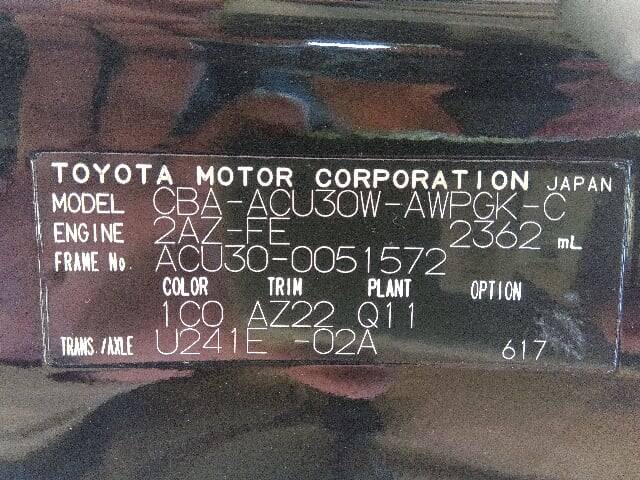 TOYOTA MOTOR CORPORATION JAPAN
MODEL CBA-ACU30W-AWPGK-C
ENGINE 2AZ-FE 2362 mL
FRAME No. ACU30-0051572
COLOR TRIM PLANT OPTION
1C0 AZ22 Q11
TRANS./AXLE U241E -02A 617